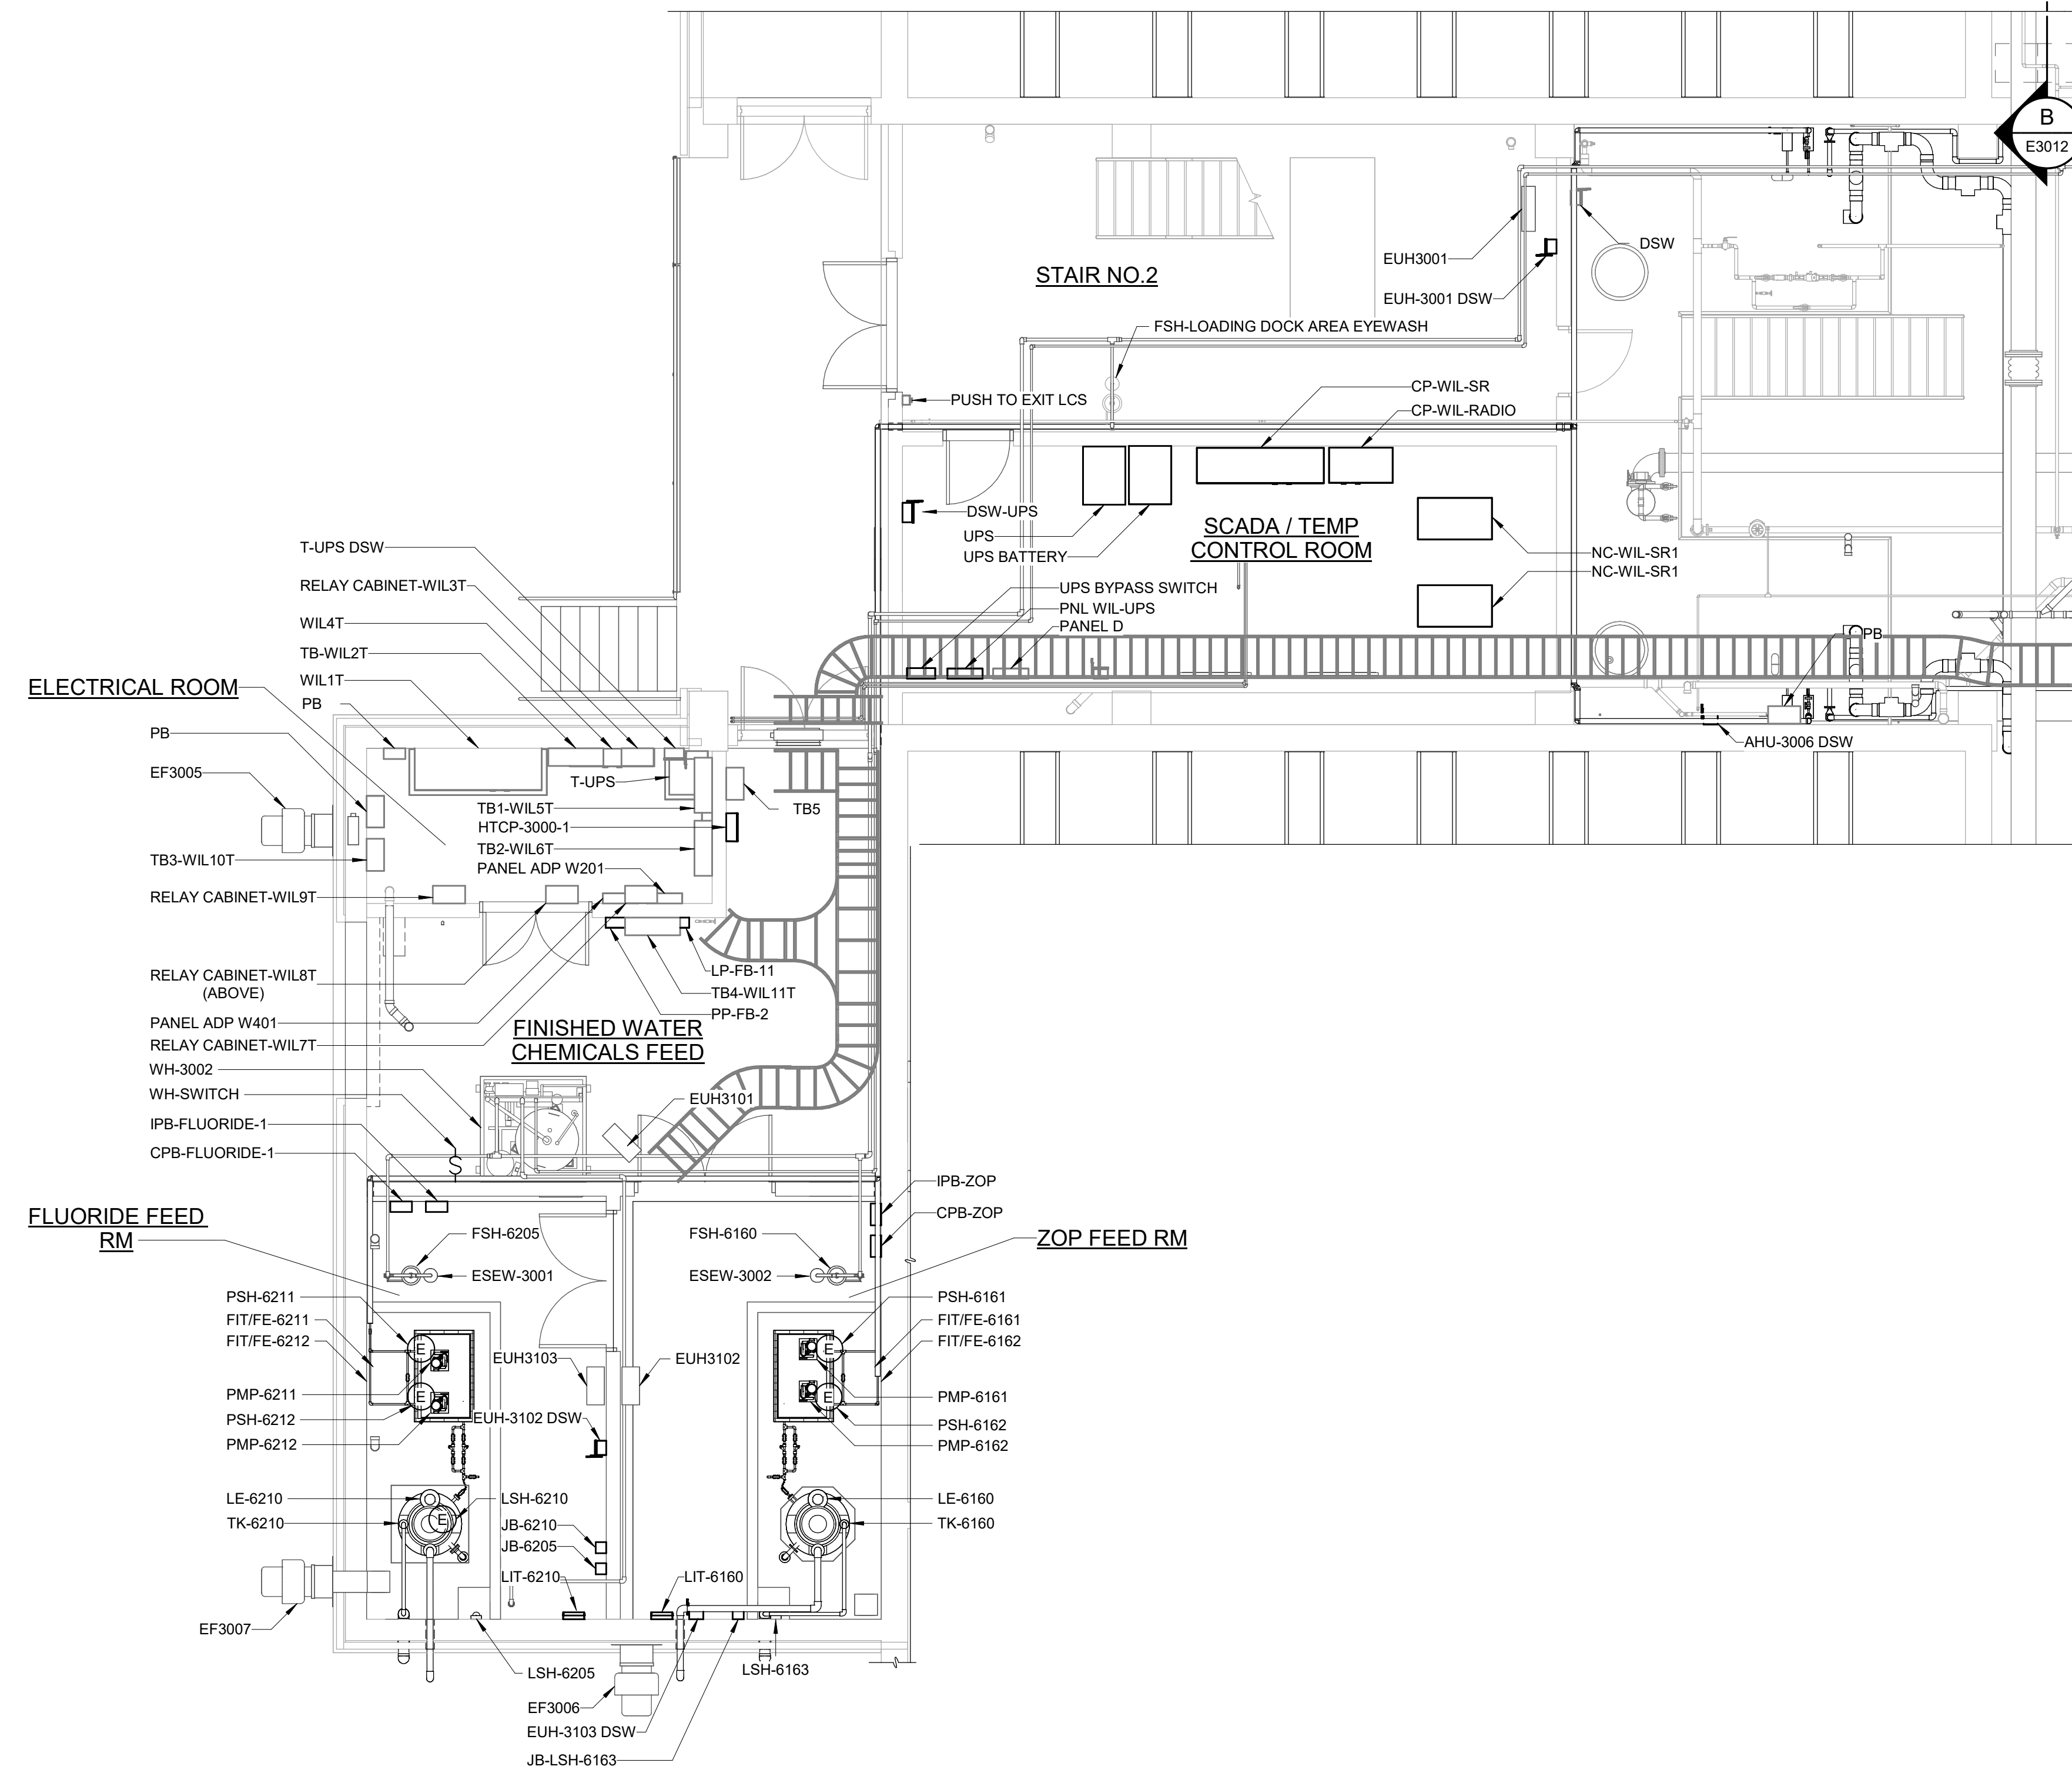 B
E3012
DSW
EUH3001
STAIR NO.2
EUH-3001 DSW
FSH-LOADING DOCK AREA EYEWASH
CP-WIL-SR
PUSH TO EXIT LCS
CP-WIL-RADIO
DSW-UPS
SCADA / TEMP
CONTROL ROOM
UPS
UPS BATTERY
NC-WIL-SR1
NC-WIL-SR1
UPS BYPASS SWITCH
PNL WIL-UPS
PANEL D
PB
AHU-3006 DSW
T-UPS DSW
RELAY CABINET-WIL3T
WIL4T
TB-WIL2T
WIL1T
ELECTRICAL ROOM
PB
PB
EF3005
T-UPS
TB1-WIL5T
TB5
HTCP-3000-1
TB2-WIL6T
TB3-WIL10T
PANEL ADP W201
RELAY CABINET-WIL9T
RELAY CABINET-WIL8T
(ABOVE)
LP-FB-11
TB4-WIL11T
PP-FB-2
PANEL ADP W401
RELAY CABINET-WIL7T
FINISHED WATER
CHEMICALS FEED
WH-3002
WH-SWITCH
EUH3101
IPB-FLUORIDE-1
CPB-FLUORIDE-1
S
IPB-ZOP
CPB-ZOP
FLUORIDE FEED
RM
FSH-6205
FSH-6160
ZOP FEED RM
ESEW-3001
ESEW-3002
PSH-6211
FIT/FE-6211
FIT/FE-6212
PSH-6161
FIT/FE-6161
FIT/FE-6162
E
E
EUH3103
EUH3102
PMP-6211
PSH-6212
PMP-6212
E
E
PMP-6161
PSH-6162
PMP-6162
EUH-3102 DSW
LE-6210
TK-6210
LSH-6210
E
LE-6160
TK-6160
JB-6210
JB-6205
LIT-6210
LIT-6160
EF3007
LSH-6205
LSH-6163
EF3006
EUH-3103 DSW
JB-LSH-6163